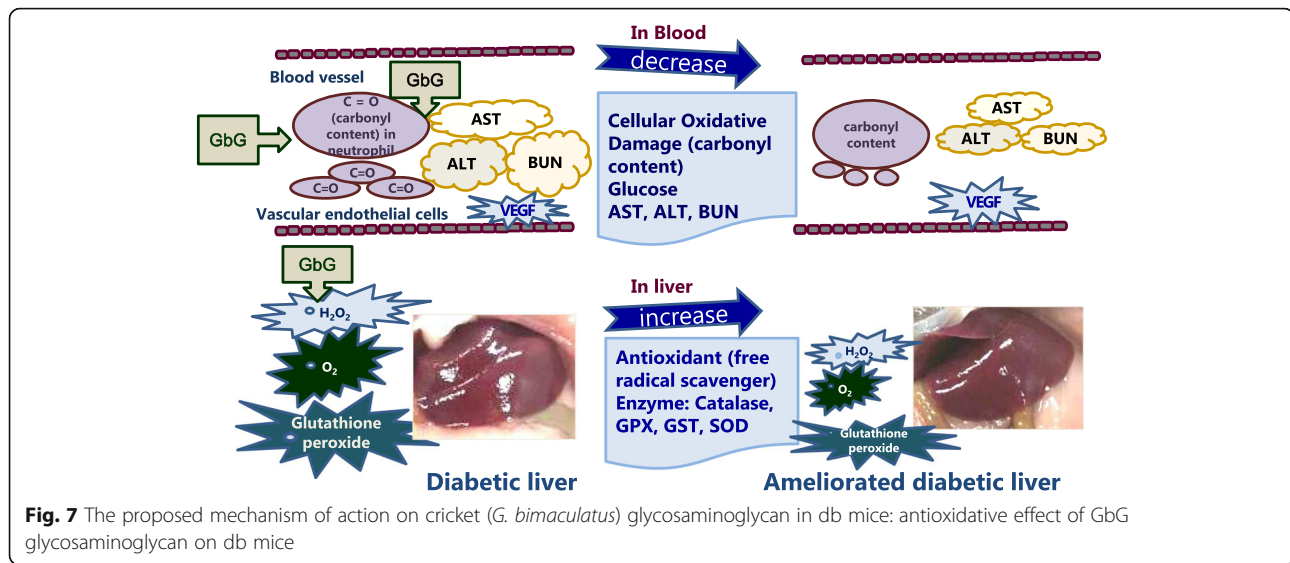 In Blood
decrease
Blood vessel
GbG
GbG
C = O
(carbonyl
content) in
neutrophil
C=O
C=O
C=O
AST
ALT
BUN
VEGF
Vascular endothelial cells
Cellular Oxidative
Damage (carbonyl
content)
Glucose
AST, ALT, BUN
carbonyl
content
AST
ALT
BUN
VEGF
GbG
H2O2
O2
Glutathione
peroxide
Diabetic liver
In liver
increase
Antioxidant (free
radical scavenger)
Enzyme: Catalase,
GPX, GST, SOD
H2O2
O2
Glutathione
peroxide
Ameliorated diabetic liver
Fig. 7 The proposed mechanism of action on cricket (G. bimaculatus) glycosaminoglycan in db mice: antioxidative effect of GbG
glycosaminoglycan on db mice